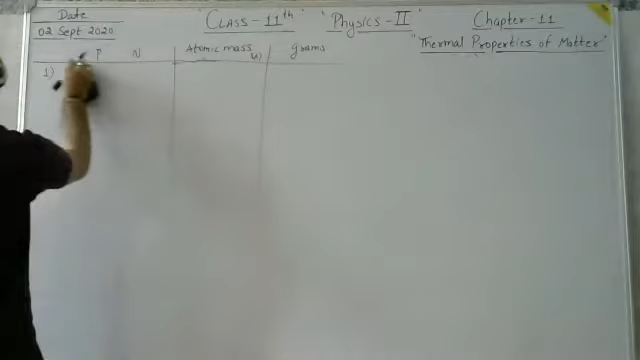 Date
02 Sept 2020
CLASS - 11th " PHYSICS - II "
Chapter - 11
" Thermal Properties of Matter "
P N Atomic mass (u) grams
1)